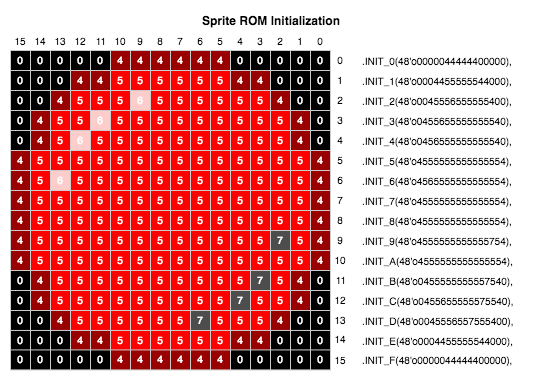 Sprite ROM Initialization
15 14 13 12 11 10 9 8 7 6 5 4 3 2 1 0
0 0 0 0 0 4 4 4 4 4 4 0 0 0 0 0 0 .INIT_0(48'o0000044444400000),
0 0 0 4 4 5 5 5 5 5 5 4 4 0 0 0 1 .INIT_1(48'o0004455555544000),
0 0 4 5 5 5 6 5 5 5 5 5 5 4 0 0 2 .INIT_2(48'o0045556555555400),
0 4 5 5 6 5 5 5 5 5 5 5 5 5 4 0 3 .INIT_3(48'o0455655555555540),
0 4 5 6 5 5 5 5 5 5 5 5 5 5 4 0 4 .INIT_4(48'o0456555555555540),
4 5 5 5 5 5 5 5 5 5 5 5 5 5 5 4 5 .INIT_5(48'o4555555555555554),
4 5 6 5 5 5 5 5 5 5 5 5 5 5 5 4 6 .INIT_6(48'o4565555555555554),
4 5 5 5 5 5 5 5 5 5 5 5 5 5 5 4 7 .INIT_7(48'o4555555555555554),
4 5 5 5 5 5 5 5 5 5 5 5 5 5 5 4 8 .INIT_8(48'o4555555555555554),
4 5 5 5 5 5 5 5 5 5 5 5 5 7 5 4 9 .INIT_9(48'o4555555555555754),
4 5 5 5 5 5 5 5 5 5 5 5 5 5 5 4 10 .INIT_A(48'o4555555555555554),
0 4 5 5 5 5 5 5 5 5 5 5 7 5 4 0 11 .INIT_B(48'o0455555555557540),
0 4 5 5 5 5 5 5 5 5 5 7 5 5 4 0 12 .INIT_C(48'o0455655555575540),
0 0 4 5 5 5 5 5 5 7 5 5 5 4 0 0 13 .INIT_D(48'o0045556557555400),
0 0 0 4 4 5 5 5 5 5 5 4 4 0 0 0 14 .INIT_E(48'o0004455555544000),
0 0 0 0 0 4 4 4 4 4 4 0 0 0 0 0 15 .INIT_F(48'o0000044444400000),